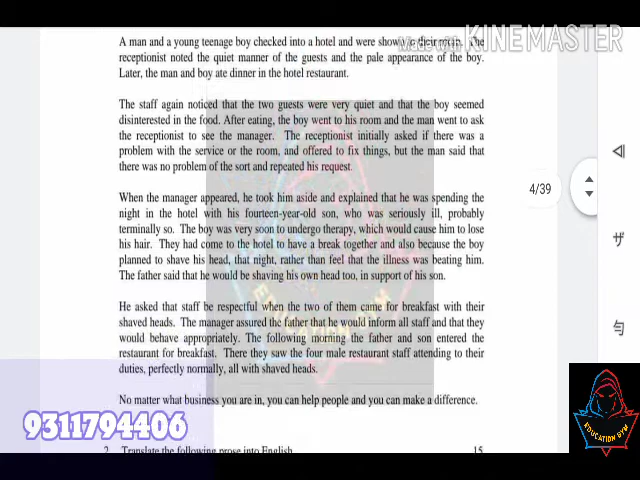 Made with KINEMASTER
A man and a young teenage boy checked into a hotel and were shown to their room. The
receptionist noted the quiet manner of the guests and the pale appearance of the boy.
Later, the man and boy ate dinner in the hotel restaurant.
The staff again noticed that the two guests were very quiet and that the boy seemed
disinterested in the food. After eating, the boy went to his room and the man went to ask
the receptionist to see the manager. The receptionist initially asked if there was a
problem with the service or the room, and offered to fix things, but the man said that
there was no problem of the sort and repeated his request.
4/39
When the manager appeared, he took him aside and explained that he was spending the
night in the hotel with his fourteen-year-old son, who was seriously ill, probably
terminally so. The boy was very soon to undergo therapy, which would cause him to lose
his hair. They had come to the hotel to have a break together and also because the boy
planned to shave his head, that night, rather than feel that the illness was beating him.
The father said that he would be shaving his own head too, in support of his son.
He asked that staff be respectful when the two of them came for breakfast with their
shaved heads. The manager assured the father that he would inform all staff and that they
would behave appropriately. The following morning the father and son entered the
restaurant for breakfast. There they saw the four male restaurant staff attending to their
duties, perfectly normally, all with shaved heads.
No matter what business you are in, you can help people and you can make a difference.
9311794406
EDUCATION GYM
EDUCATION GYM
2. Translate the following prose into English 15